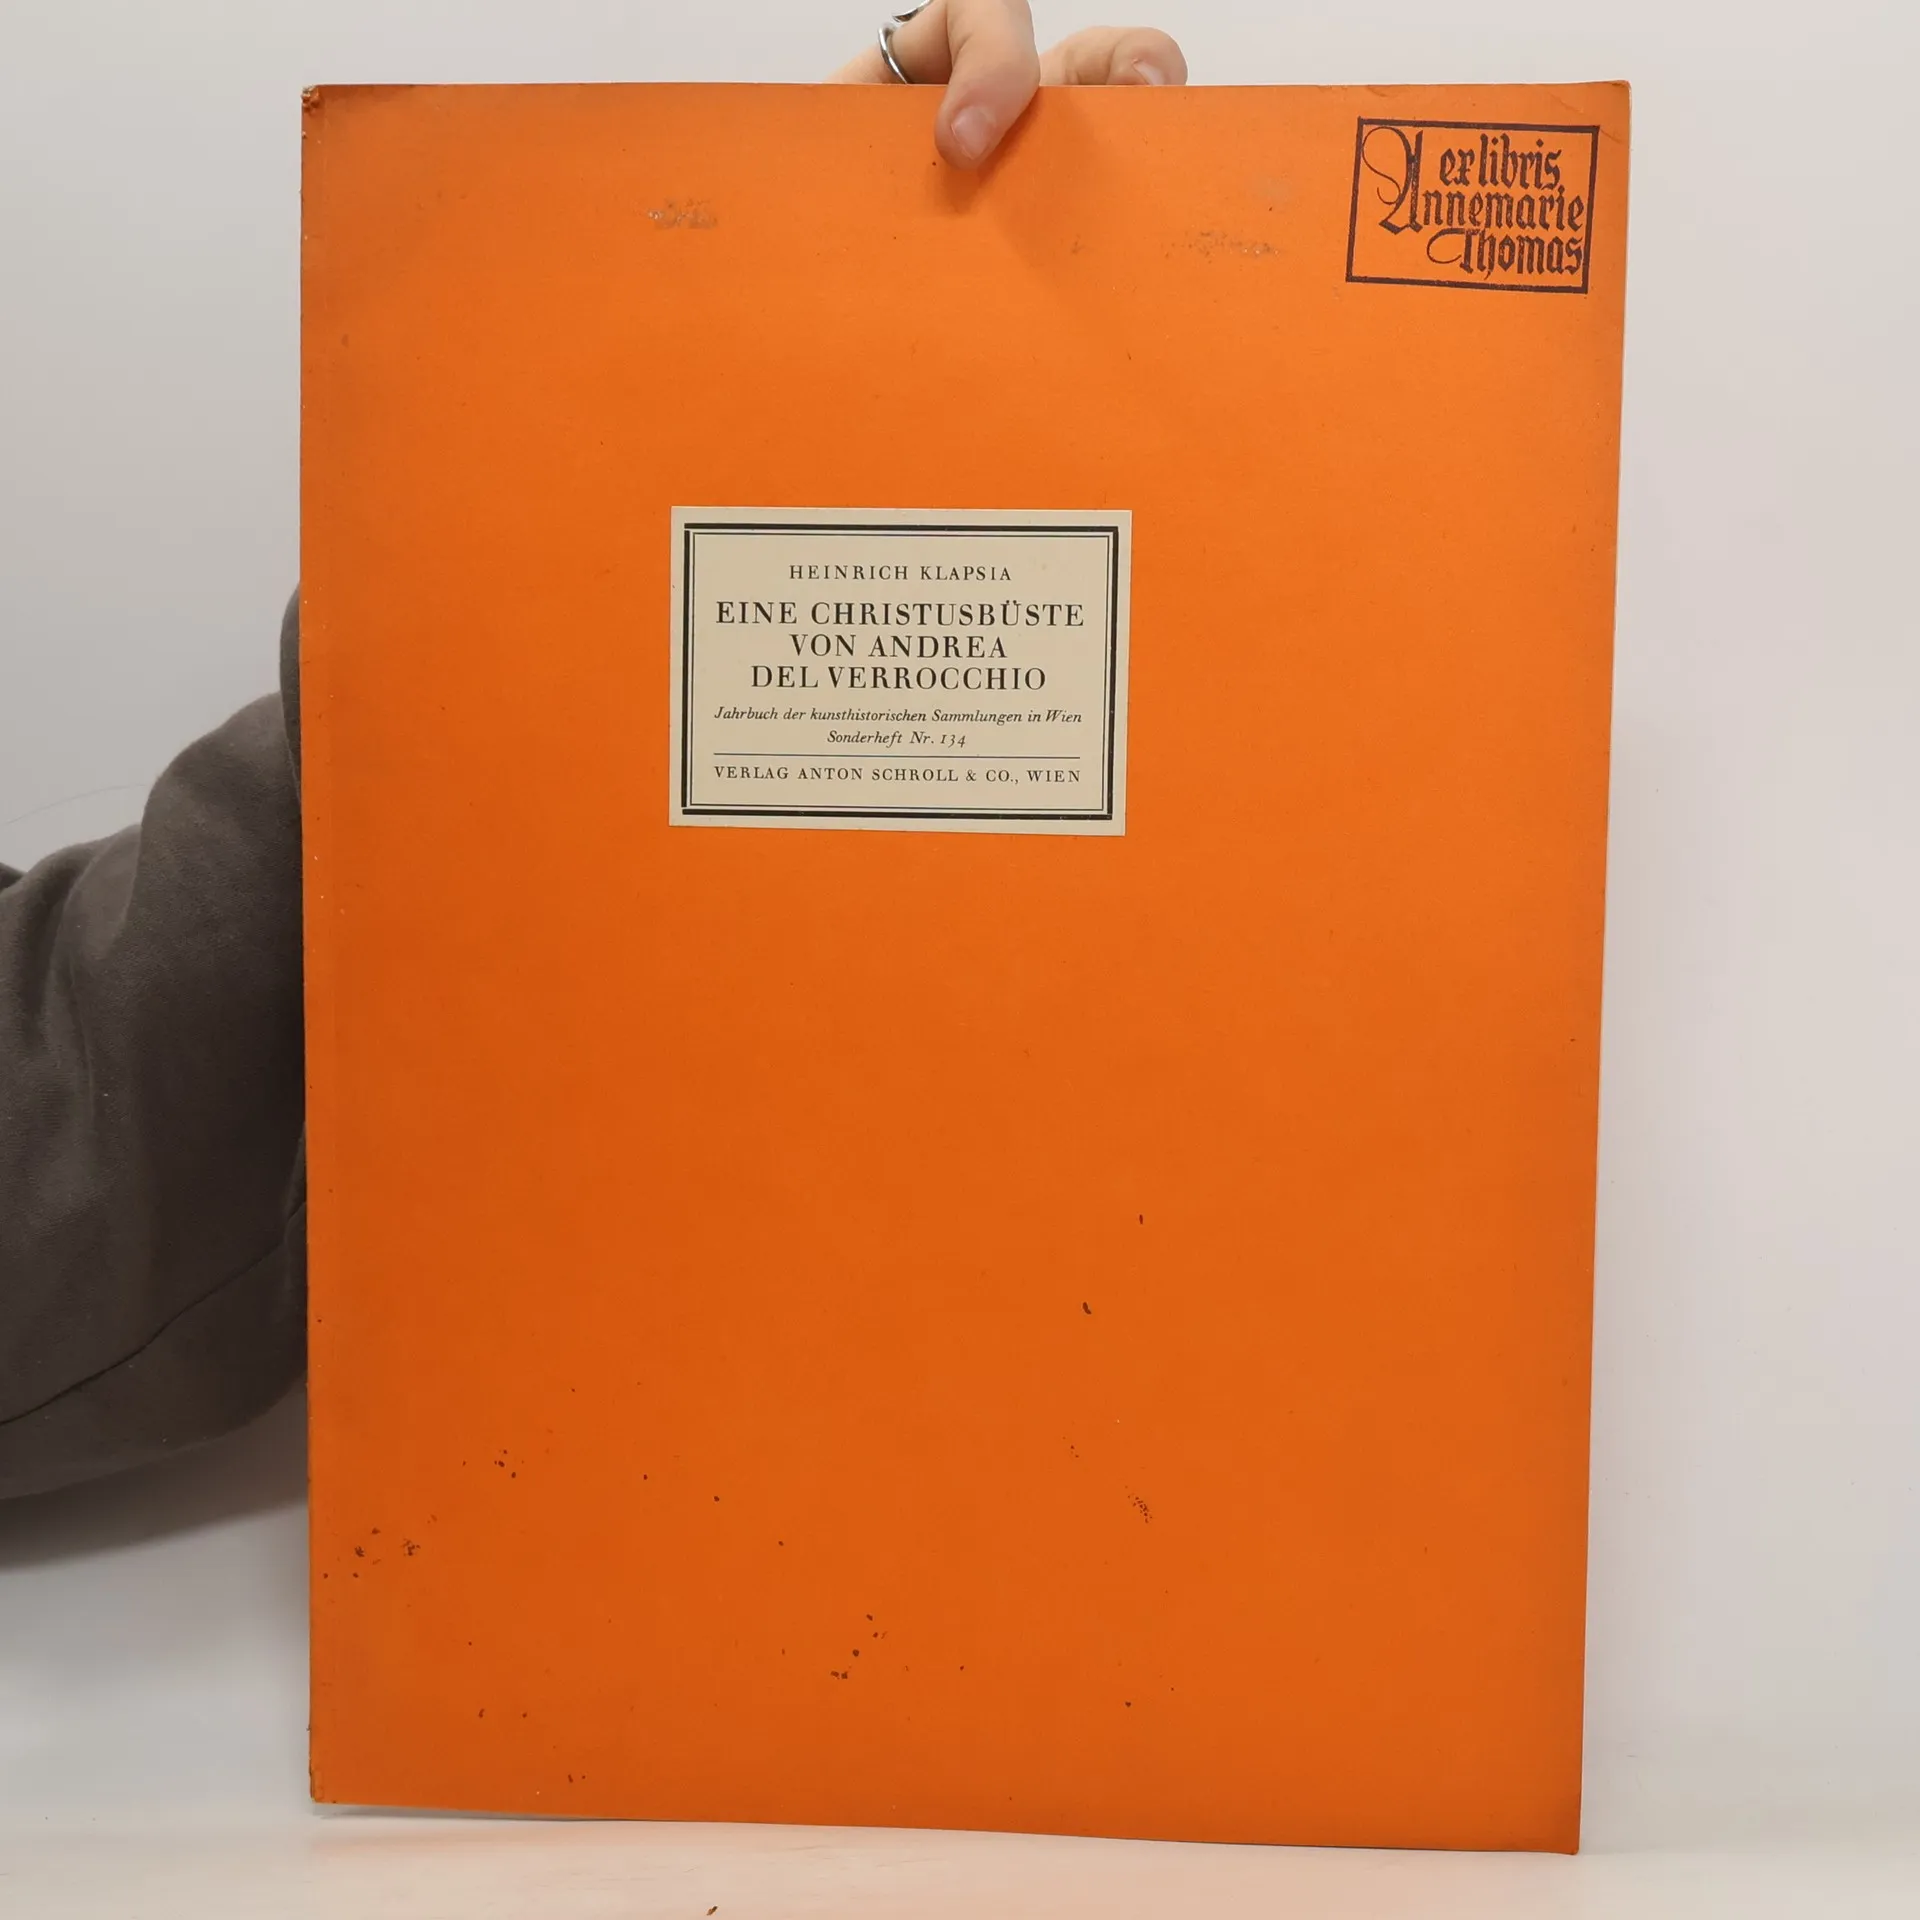 ex libris
Annemarie
Thomas
HEINRICH KLAPSIA
EINE CHRISTUSBÜSTE
VON ANDREA
DEL VERROCCHIO
Jahrbuch der kunsthistorischen Sammlungen in Wien
Sonderheft Nr. 134
VERLAG ANTON SCHROLL & CO., WIEN